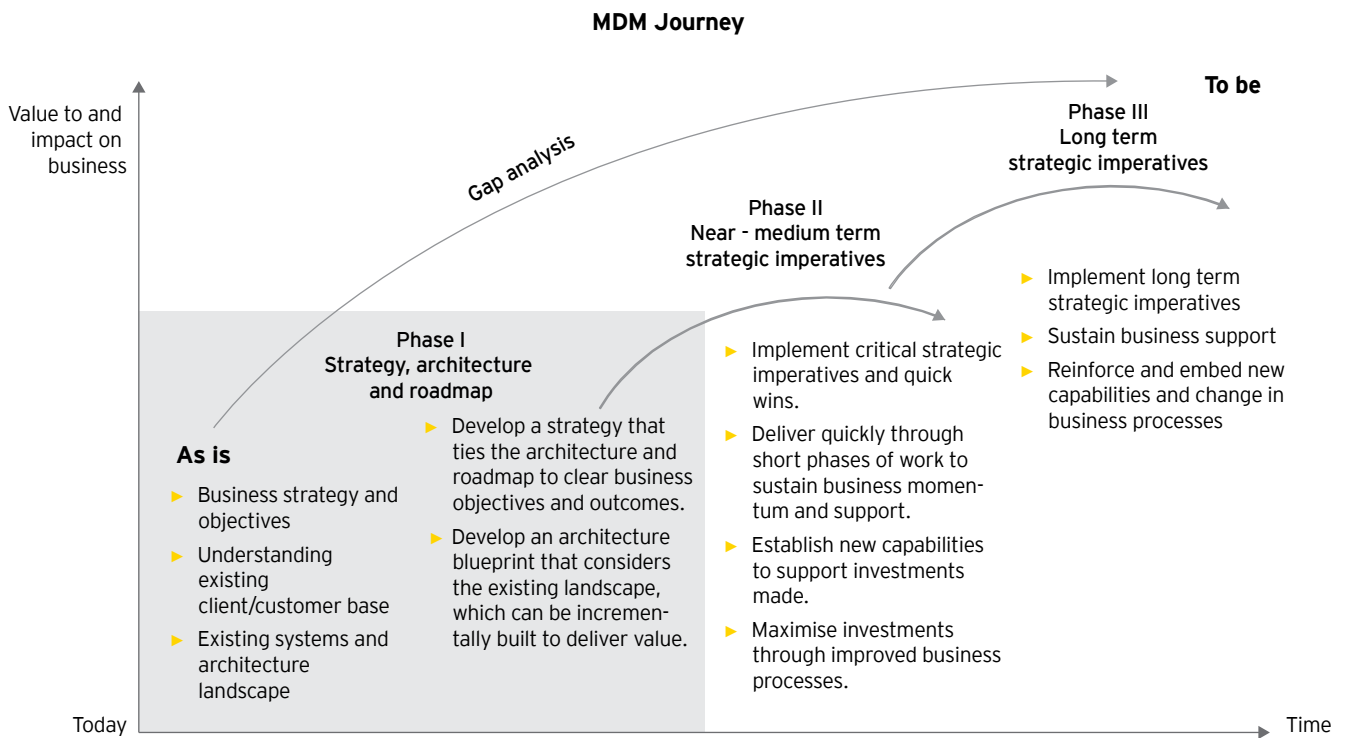 MDM Journey
Value to and
impact on
business
To be
Gap analysis
Phase III
Long term
strategic imperatives
Phase II
Near - medium term
strategic imperatives
Phase I
Strategy, architecture
and roadmap
As is
Business strategy and
objectives
Understanding
existing
client/customer base
Existing systems and
architecture
landscape
Develop a strategy that
ties the architecture and
roadmap to clear business
objectives and outcomes.
Develop an architecture
blueprint that considers
the existing landscape,
which can be incremen-
tally built to deliver value.
Implement critical strategic
imperatives and quick
wins.
Deliver quickly through
short phases of work to
sustain business momen-
tum and support.
Establish new capabilities
to support investments
made.
Maximise investments
through improved business
processes.
Implement long term
strategic imperatives
Sustain business support
Reinforce and embed new
capabilities and change in
business processes
Today
Time